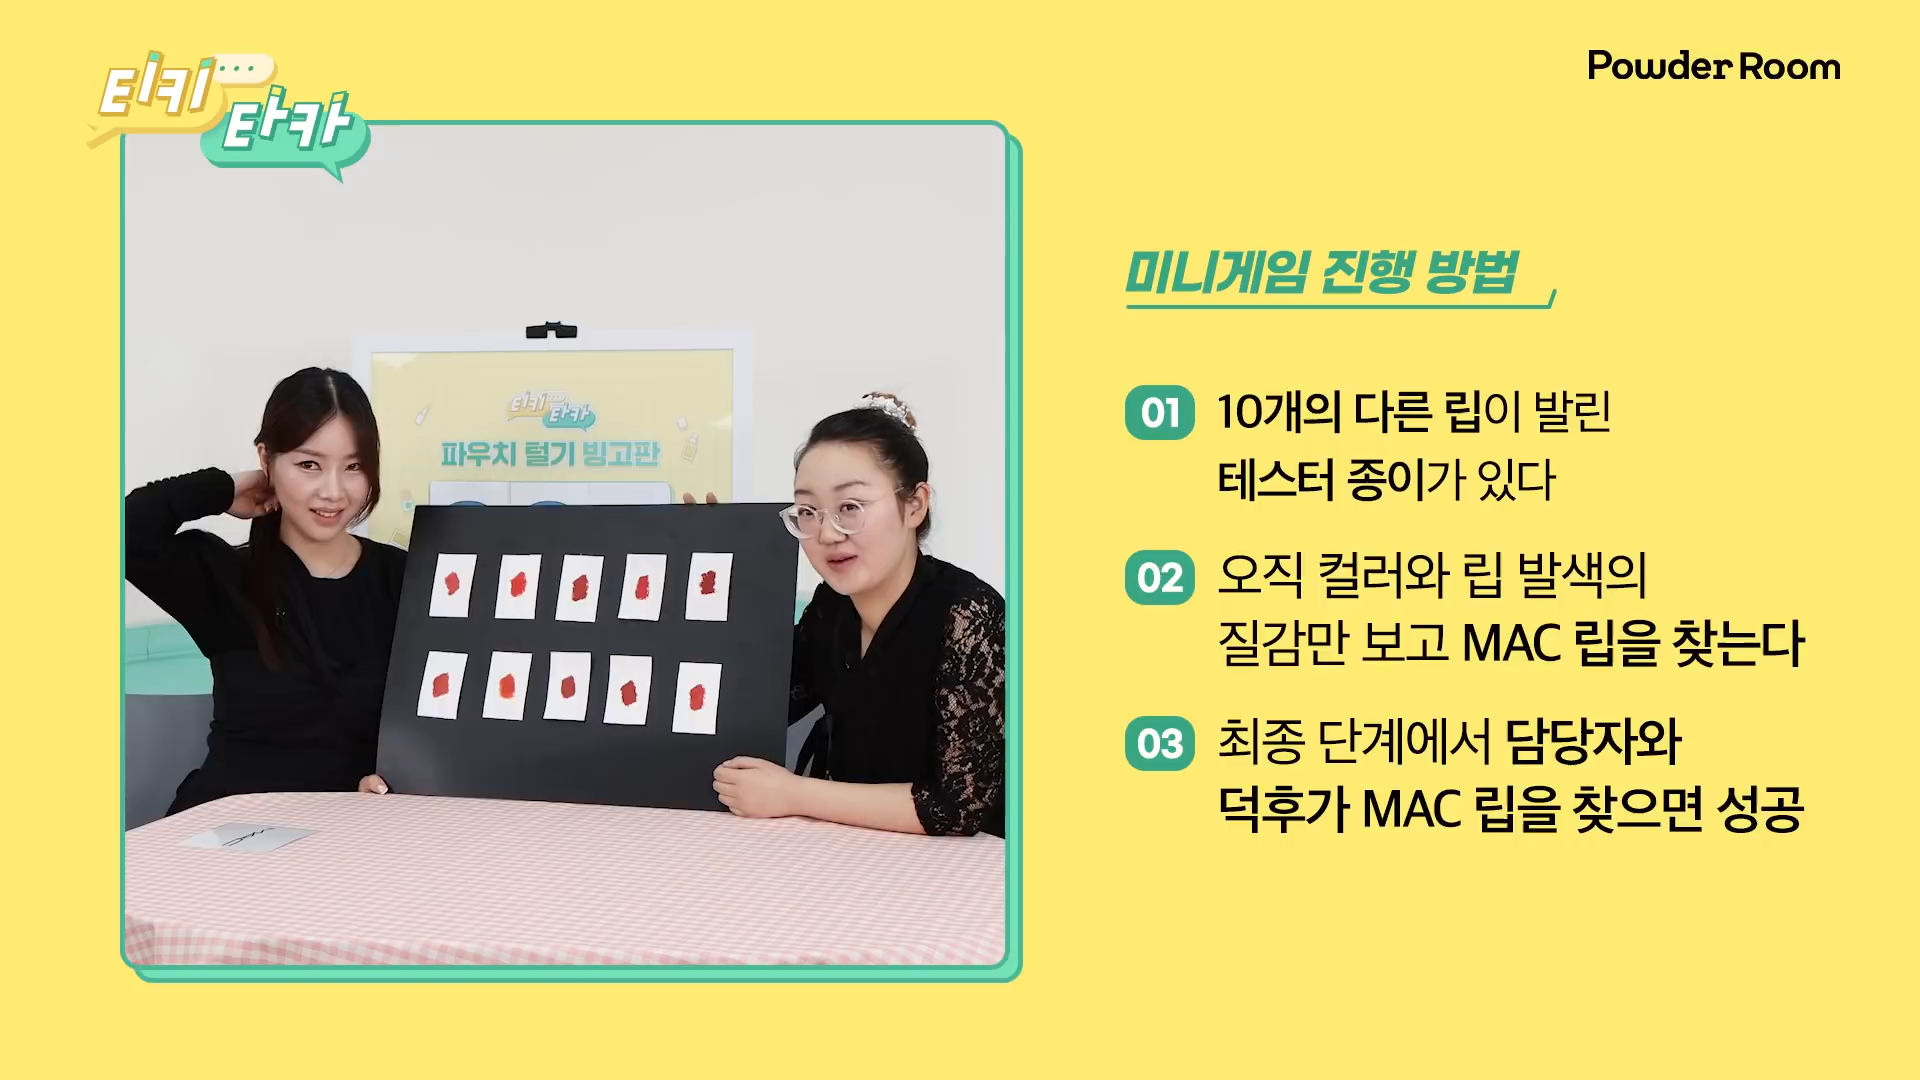 티키
타카
Powder Room
티키
타카
파우치 털기 빙고판
MAC
미니게임 진행 방법
01 10개의 다른 립이 발린
테스터 종이가 있다
02 오직 컬러와 립 발색의
질감만 보고 MAC 립을 찾는다
03 최종 단계에서 담당자와
덕후가 MAC 립을 찾으면 성공